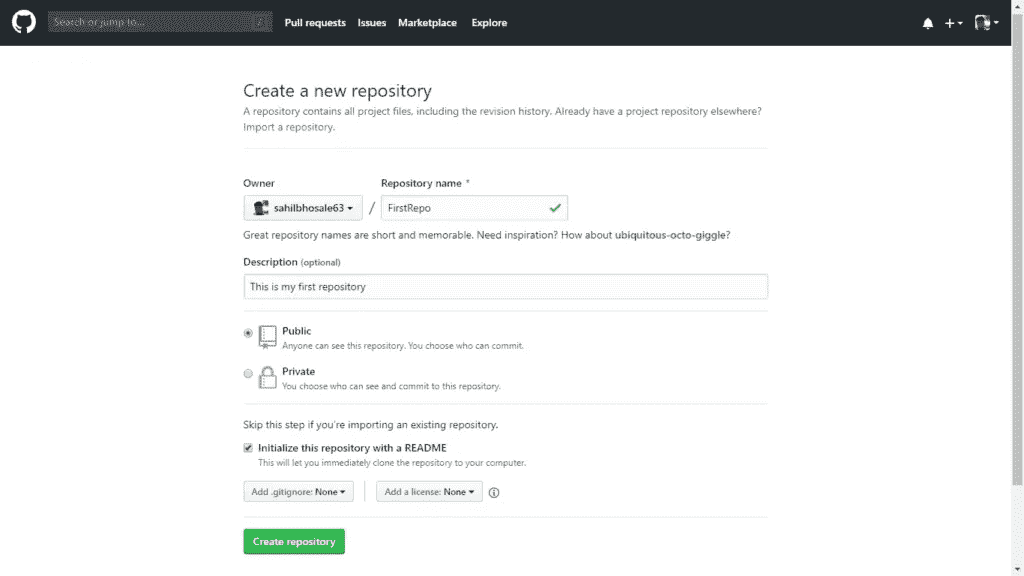 Search or jump to... /
Pull requests Issues Marketplace Explore
Create a new repository
A repository contains all project files, including the revision history. Already have a project repository elsewhere?
Import a repository.
Owner Repository name *
sahilbhosale63 / FirstRepo
Great repository names are short and memorable. Need inspiration? How about ubiquitous-octo-giggle?
Description (optional)
This is my first repository
Public
Anyone can see this repository. You choose who can commit.
Private
You choose who can see and commit to this repository.
Skip this step if you're importing an existing repository.
Initialize this repository with a README
This will let you immediately clone the repository to your computer.
Add .gitignore: None Add a license: None
Create repository